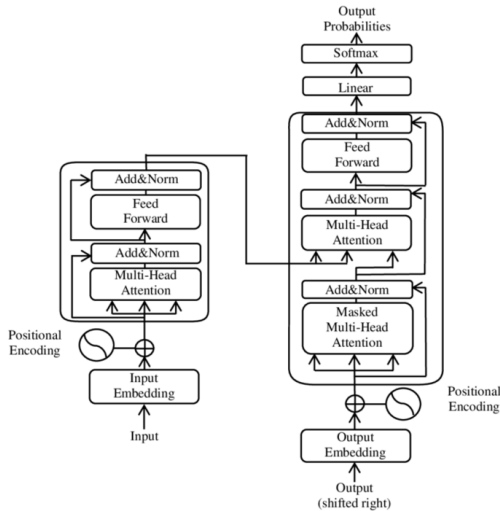 Output
Probabilities
Softmax
Linear
Add&Norm
Feed
Forward
Add&Norm
Multi-Head
Attention
Add&Norm
Masked
Multi-Head
Attention
Positional
Encoding
Output
Embedding
Output
(shifted right)
Add&Norm
Feed
Forward
Add&Norm
Multi-Head
Attention
Positional
Encoding
Input
Embedding
Input